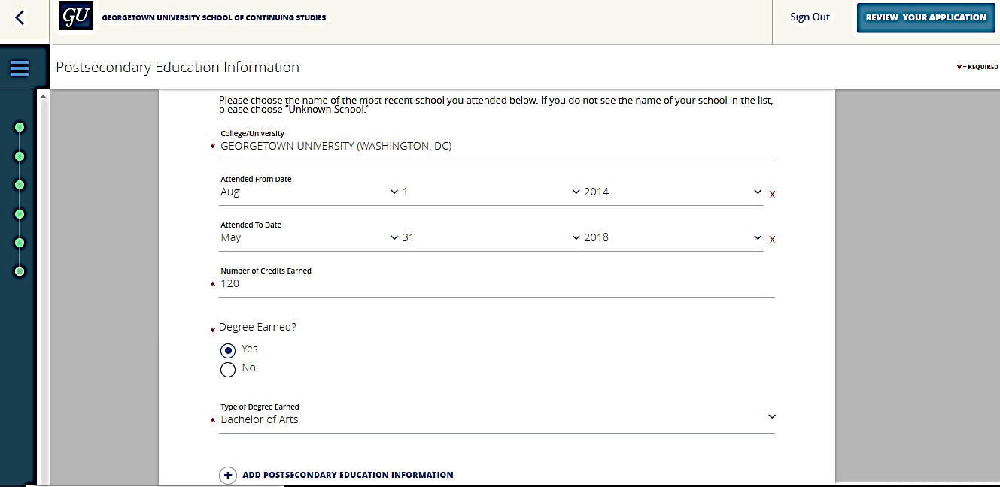 GU GEORGETOWN UNIVERSITY SCHOOL OF CONTINUING STUDIES
Sign Out
REVIEW YOUR APPLICATION
Postsecondary Education Information
* = REQUIRED
Please choose the name of the most recent school you attended below. If you do not see the name of your school in the list,
please choose “Unknown School.”
College/University
* GEORGETOWN UNIVERSITY (WASHINGTON, DC)
Attended From Date
Aug 1 2014 X
Attended To Date
May 31 2018 X
Number of Credits Earned
* 120
* Degree Earned?
Yes
No
Type of Degree Earned
* Bachelor of Arts
+ ADD POSTSECONDARY EDUCATION INFORMATION